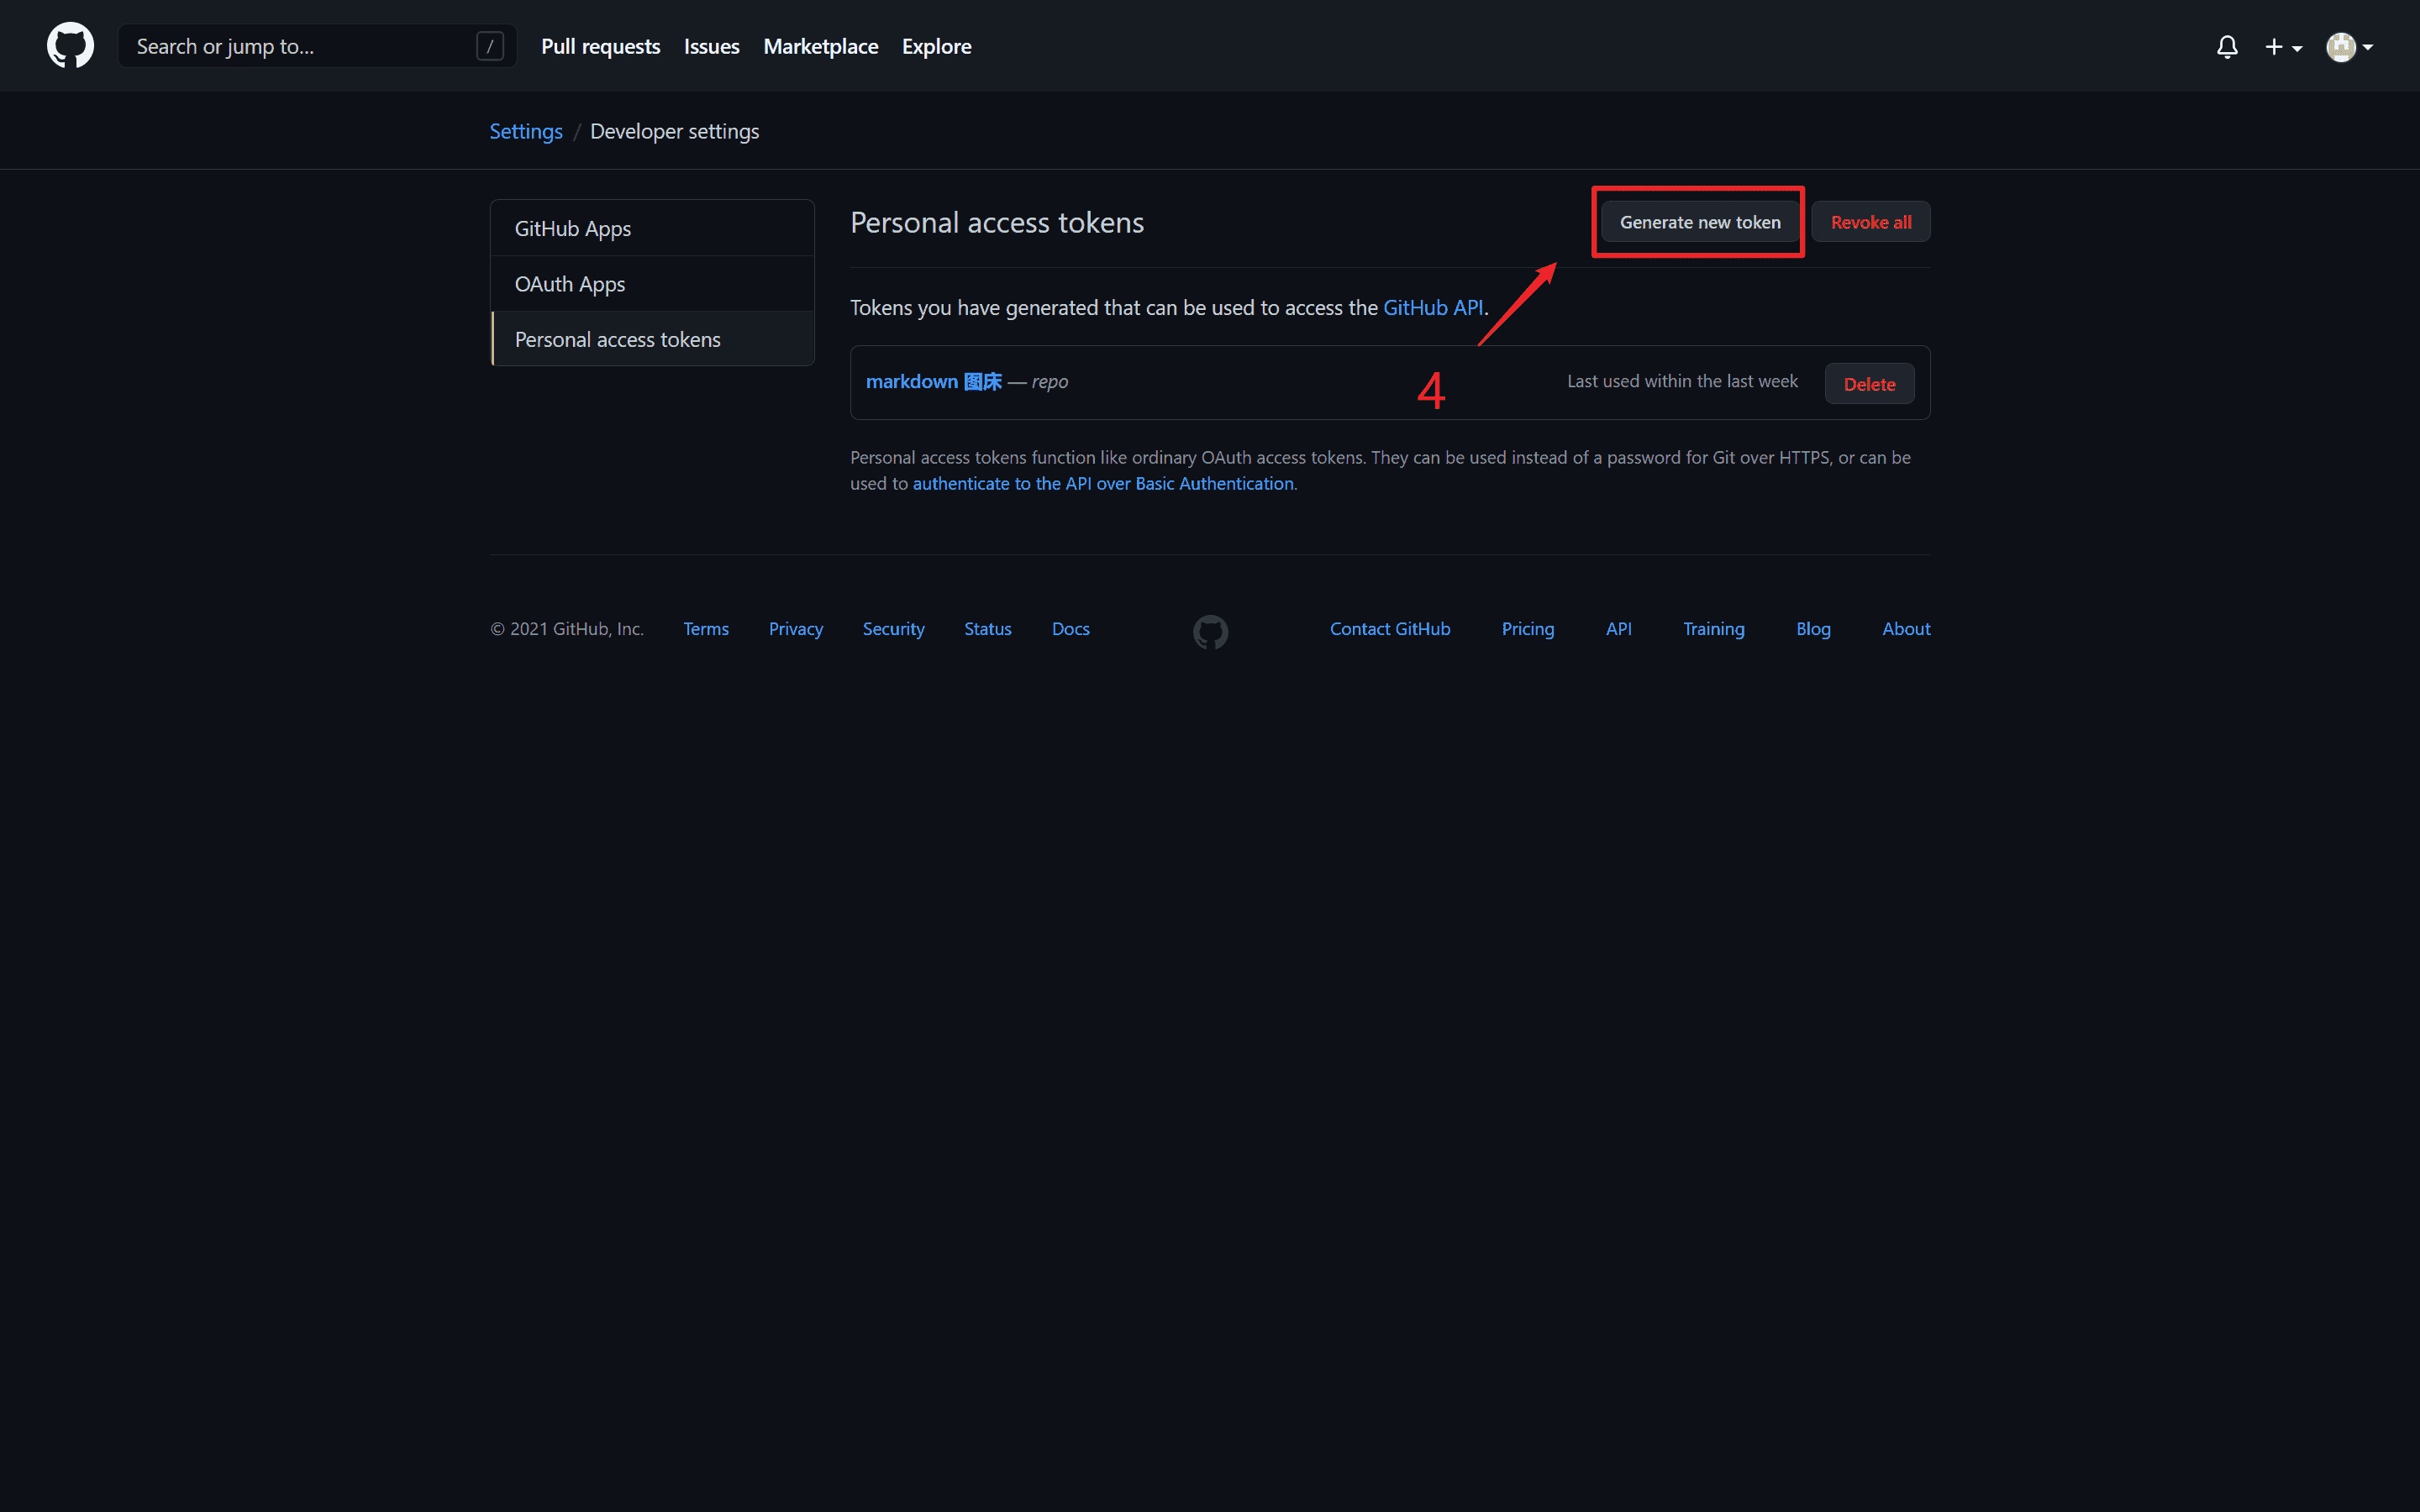 Search or jump to... /
Pull requests Issues Marketplace Explore
Settings / Developer settings
GitHub Apps
OAuth Apps
Personal access tokens
Personal access tokens
Generate new token
Revoke all
Tokens you have generated that can be used to access the GitHub API.
markdown 图床 — repo
4
Last used within the last week
Delete
Personal access tokens function like ordinary OAuth access tokens. They can be used instead of a password for Git over HTTPS, or can be
used to authenticate to the API over Basic Authentication.
© 2021 GitHub, Inc. Terms Privacy Security Status Docs Contact GitHub Pricing API Training Blog About